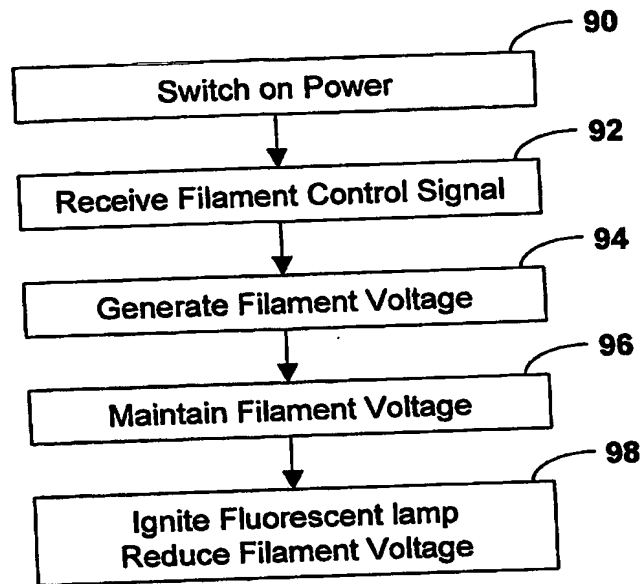 90
Switch on Power
92
Receive Filament Control Signal
94
Generate Filament Voltage
96
Maintain Filament Voltage
98
Ignite Fluorescent lamp
Reduce Filament Voltage